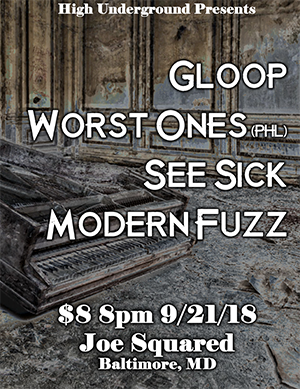 High Underground Presents
Gloop
Worst Ones (PHL)
See Sick
Modern Fuzz
$8 8pm 9/21/18
Joe Squared
Baltimore, MD